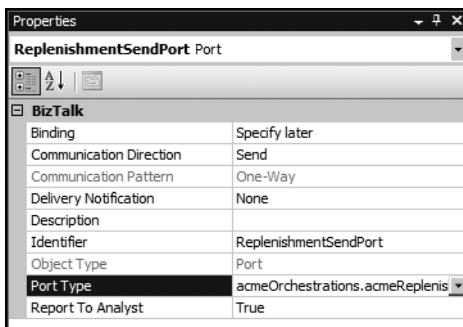 Properties
ReplenishmentSendPort Port
BizTalk
Binding Specify later
Communication Direction Send
Communication Pattern One-Way
Delivery Notification None
Description
Identifier ReplenishmentSendPort
Object Type Port
Port Type acmeOrchestrations.acmeReplenis
Report To Analyst True